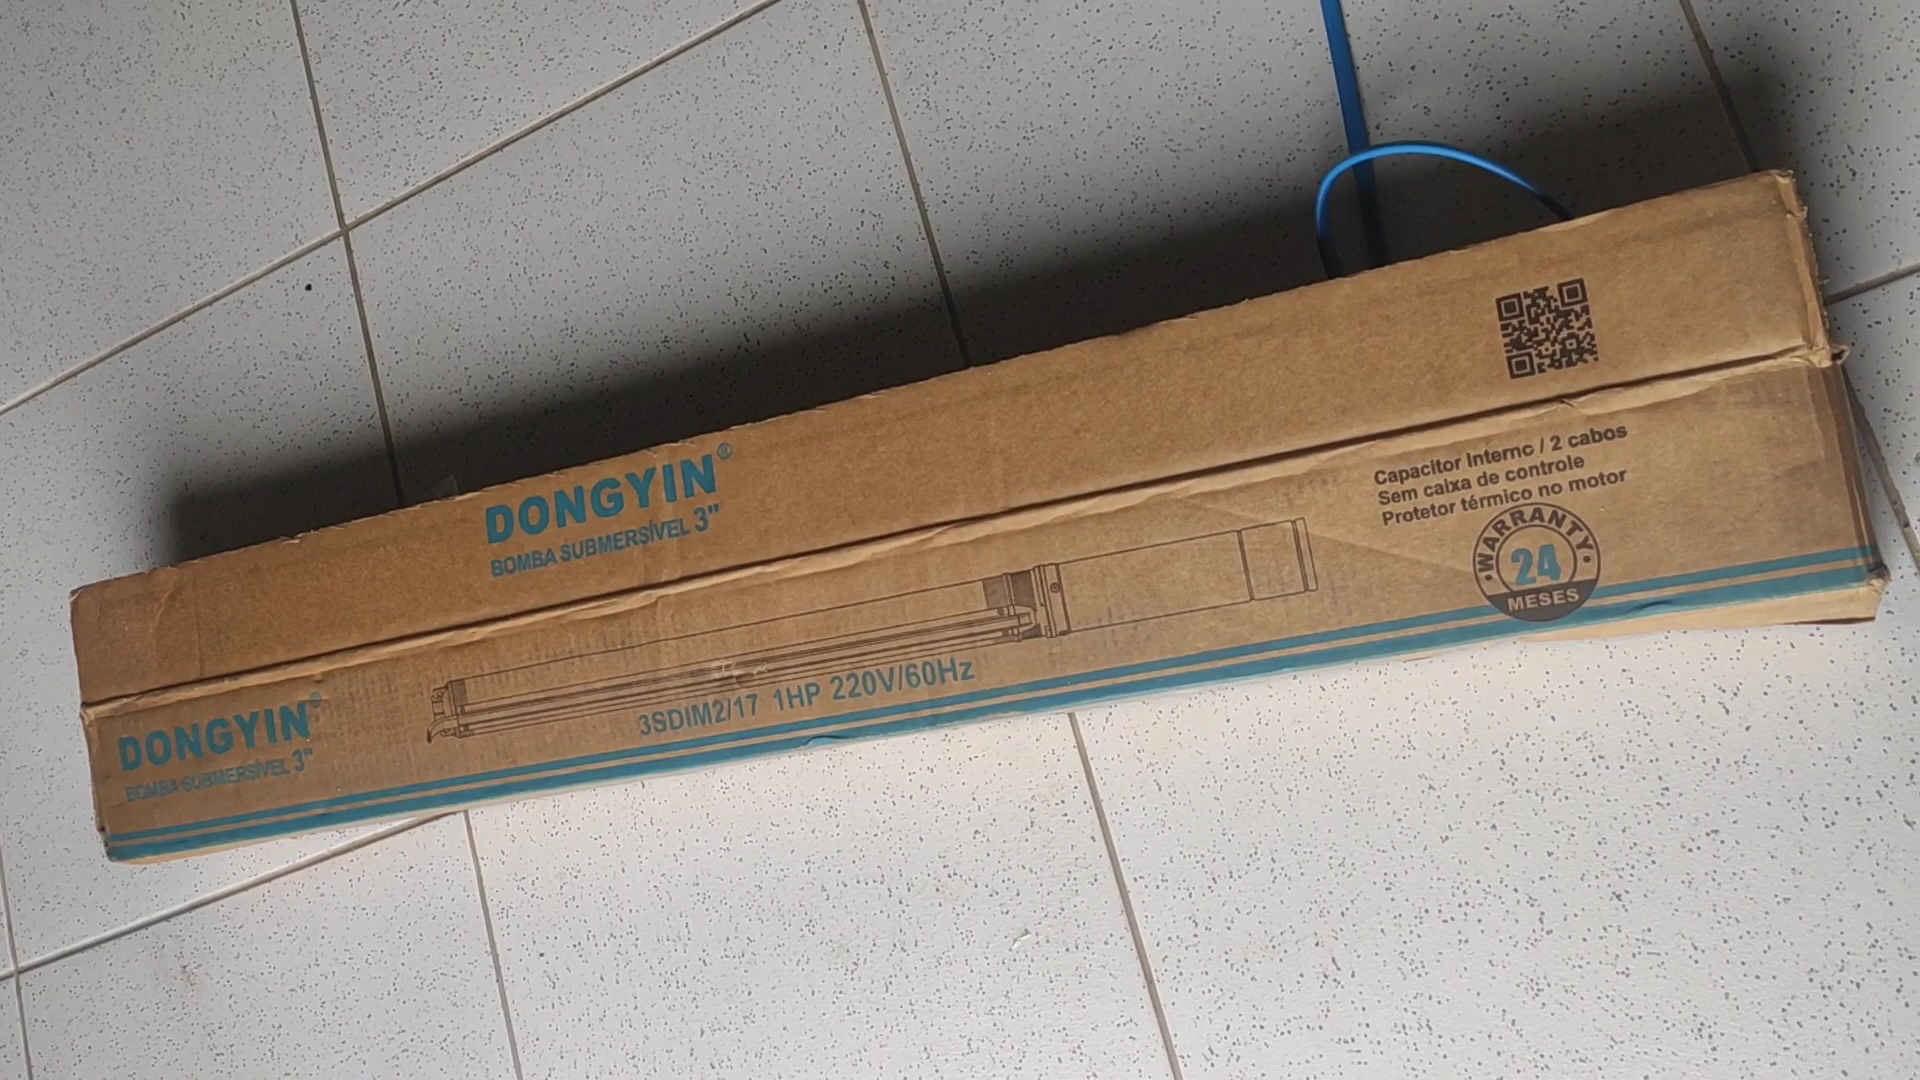 DONGYIN®
BOMBA SUBMERSÍVEL 3"
Capacitor Interno / 2 cabos
Sem caixa de controle
Protetor térmico no motor
WARRANTY
24
MESES
3SDIM2/17 1HP 220V/60Hz
DONGYIN®
BOMBA SUBMERSÍVEL 3"